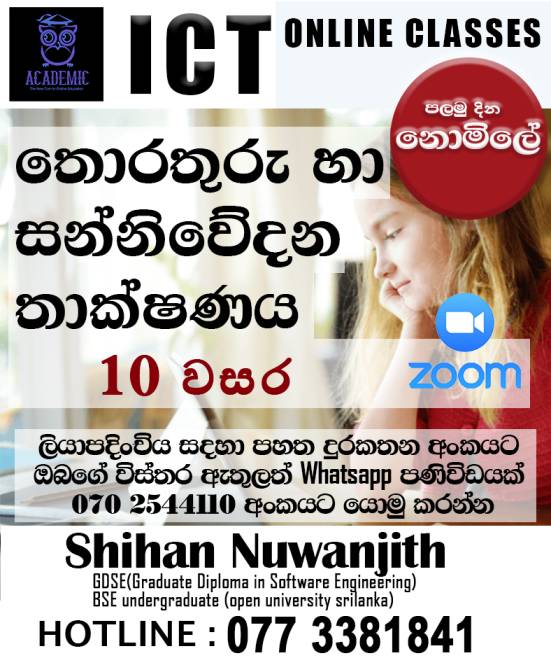 ICT
ONLINE CLASSES
ACADEMIC
පලමු දින
නොමිලේ
තොරතුරු හා
සන්නිවේදන
තාක්ෂණය
10 වසර
zoom
ලියාපදිංචිය සදහා පහත දුරකතන අංකයට
ඔබගේ විස්තර ඇතුලත් Whatsapp පණිවිඩයක්
070 2544110 අංකයට යොමු කරන්න
Shihan Nuwanjith
GDSE(Graduate Diploma in Software Engineering)
BSE undergraduate (open university srilanka)
HOTLINE : 077 3381841